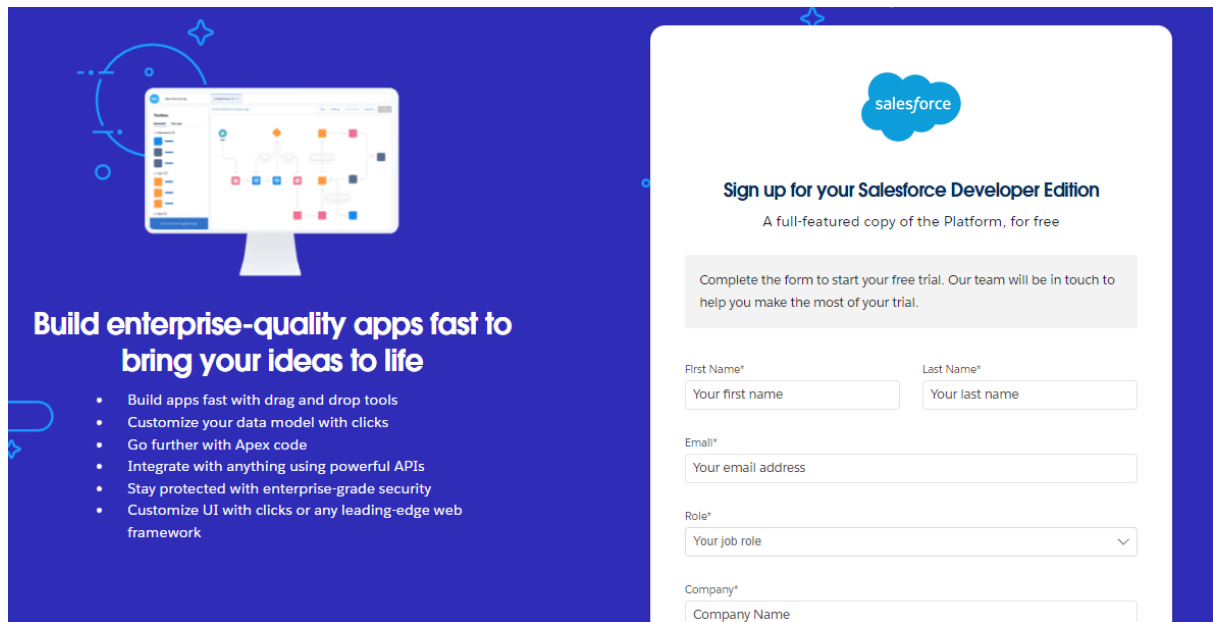 salesforce
Sign up for your Salesforce Developer Edition
A full-featured copy of the Platform, for free
Complete the form to start your free trial. Our team will be in touch to
help you make the most of your trial.
First Name*
Last Name*
Your first name
Your last name
Email*
Your email address
Role*
Your job role
Company*
Company Name
Build enterprise-quality apps fast to
bring your ideas to life
• Build apps fast with drag and drop tools
• Customize your data model with clicks
• Go further with Apex code
• Integrate with anything using powerful APIs
• Stay protected with enterprise-grade security
• Customize UI with clicks or any leading-edge web
framework